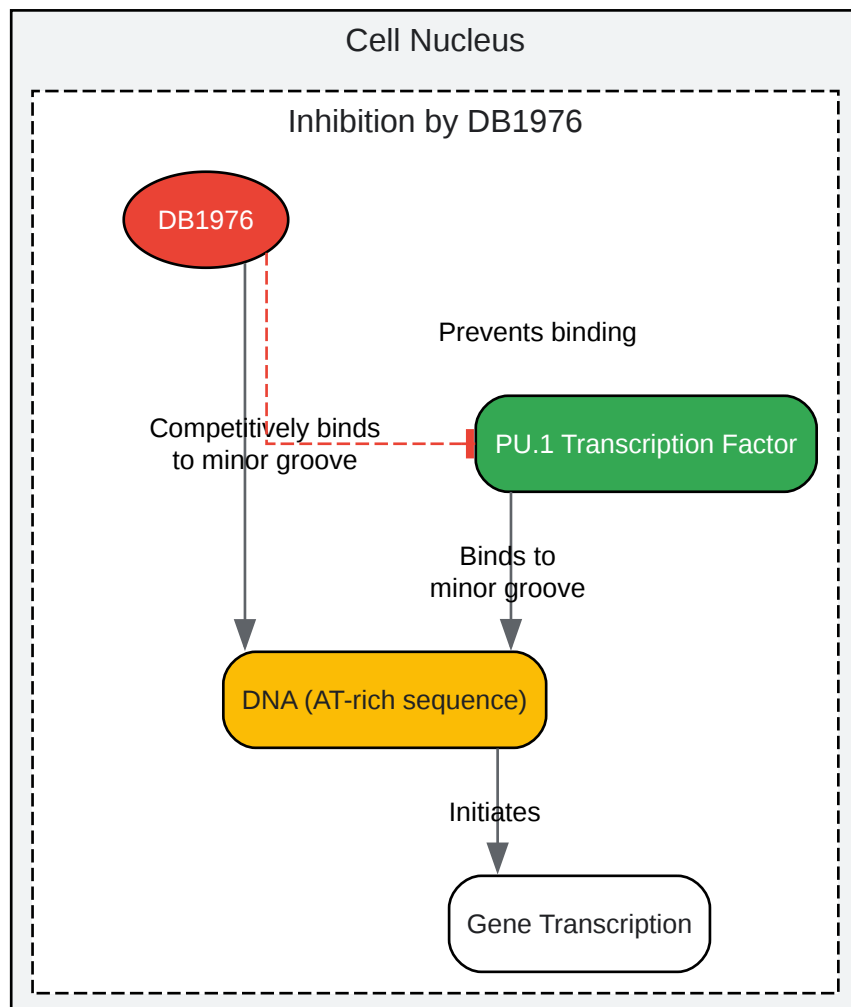 Cell Nucleus
Inhibition by DB1976
DB1976
Prevents binding
Competitively binds
to minor groove
PU.1 Transcription Factor
Binds to
minor groove
DNA (AT-rich sequence)
Initiates
Gene Transcription